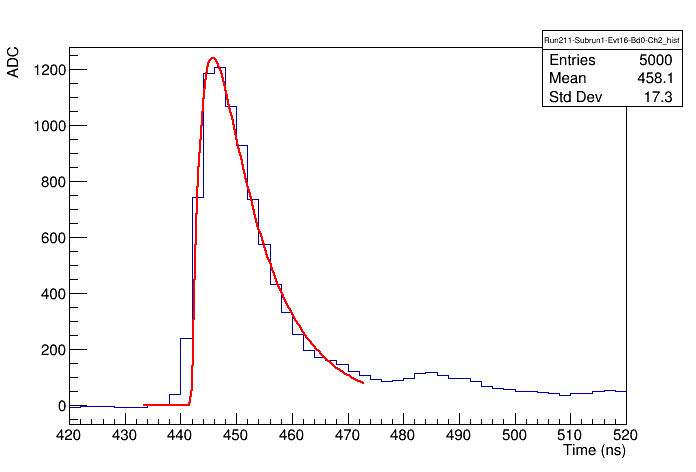 Run211-Subrun1-Evt16-Bd0-Ch2_hist
Entries 5000
Mean 458.1
Std Dev 17.3
ADC
1200
1000
800
600
400
200
0
420 430 440 450 460 470 480 490 500 510 520
Time (ns)